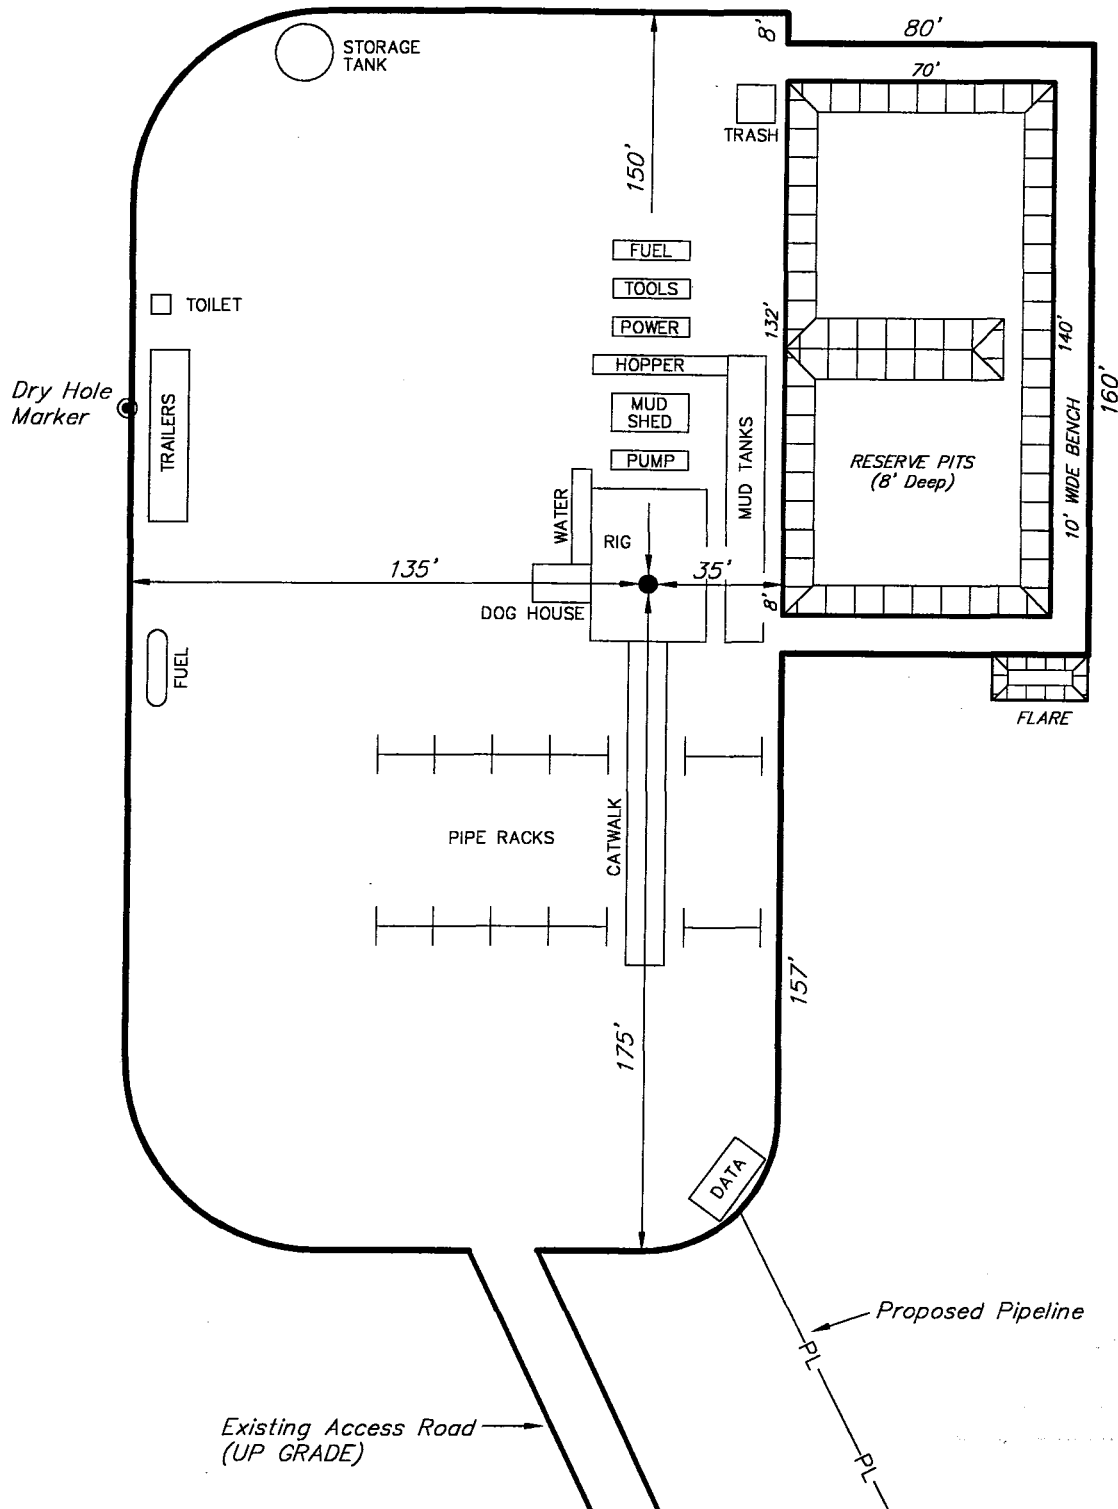 8'
80'
STORAGE
TANK
70'
TRASH
150'
FUEL
TOOLS
TOILET
POWER
132'
140'
HOPPER
160'
Dry Hole
Marker
TRAILERS
MUD
SHED
MUD TANKS
PUMP
RESERVE PITS
(8' Deep)
10' WIDE BENCH
WATER
RIG
135'
35'
8'
DOG HOUSE
FUEL
FLARE
PIPE RACKS
CATWALK
157'
175'
DATA
Proposed Pipeline
PL
Existing Access Road
(UP GRADE)
PL